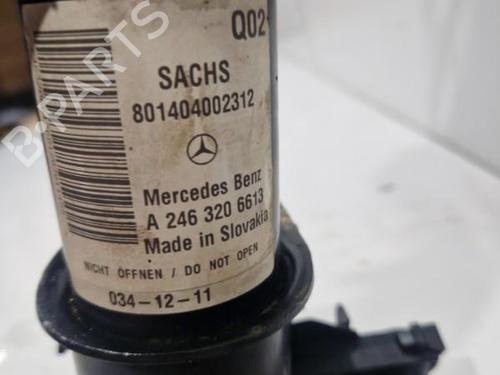 Q02
SACHS
801404002312
Mercedes Benz
A 246 320 6613
Made in Slovakia
NICHT ÖFFNEN / DO NOT OPEN
034-12-11
B-PARTS